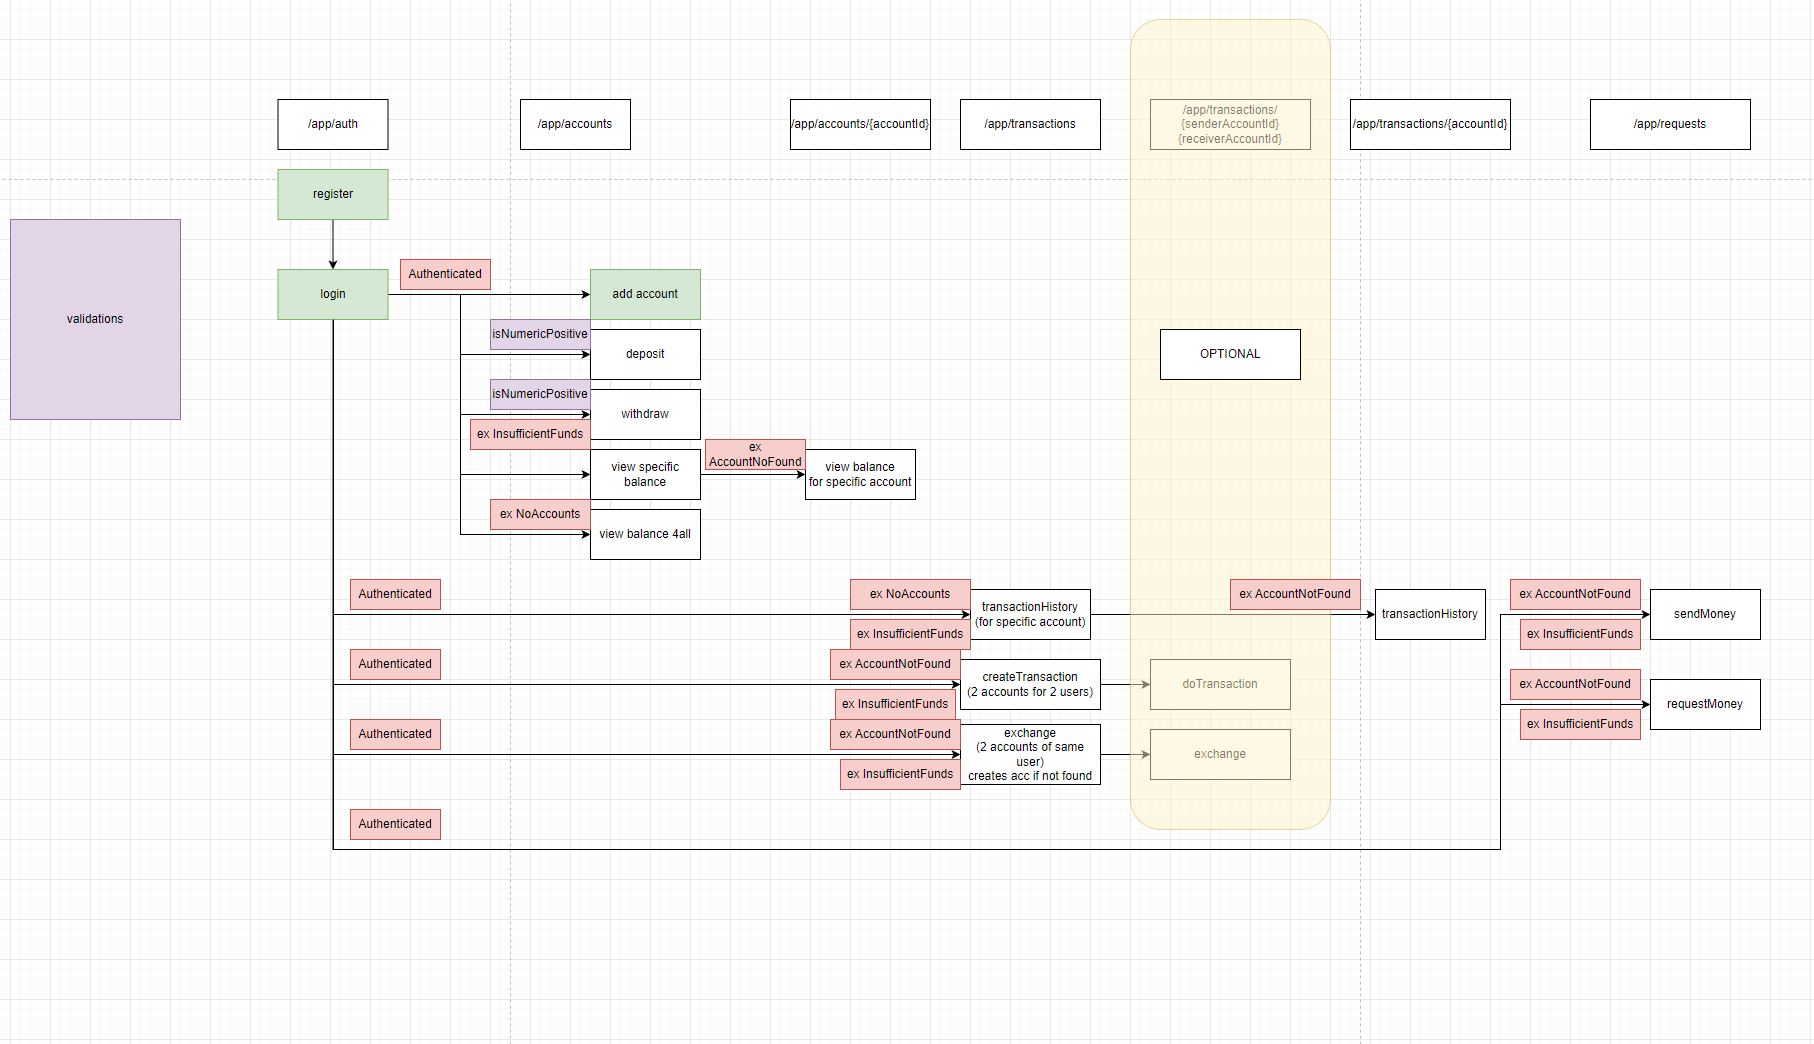 /app/auth
/app/accounts
/app/accounts/{accountId}
/app/transactions
/app/transactions/
{senderAccountId}
{receiverAccountId}
/app/transactions/{accountId}
/app/requests
register
validations
login
Authenticated
add account
isNumericPositive
deposit
OPTIONAL
isNumericPositive
withdraw
ex InsufficientFunds
view specific
balance
ex
AccountNoFound
view balance
for specific account
ex NoAccounts
view balance 4all
Authenticated
ex NoAccounts
transactionHistory
(for specific account)
ex InsufficientFunds
ex AccountNotFound
transactionHistory
ex AccountNotFound
sendMoney
ex InsufficientFunds
Authenticated
ex AccountNotFound
createTransaction
(2 accounts for 2 users)
ex InsufficientFunds
doTransaction
ex AccountNotFound
requestMoney
ex InsufficientFunds
Authenticated
ex AccountNotFound
exchange
(2 accounts of same
user)
creates acc if not found
ex InsufficientFunds
exchange
Authenticated